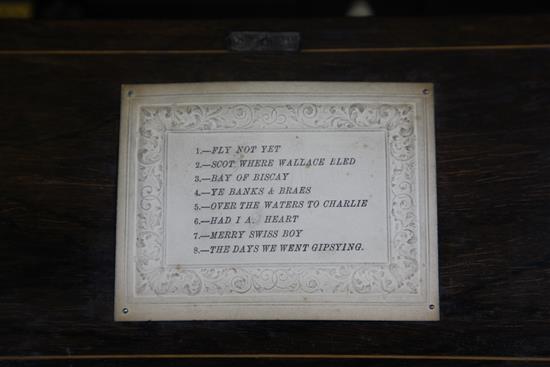 1.—FLY NOT YET
2.—SCOT WHERE WALLACE BLED
3.—BAY OF BISCAY
4.—YE BANKS & BRAES
5.—OVER THE WATERS TO CHARLIE
6.—HAD I A. HEART
7.—MERRY SWISS BOY
8.—THE DAYS WE WENT GIPSYING.